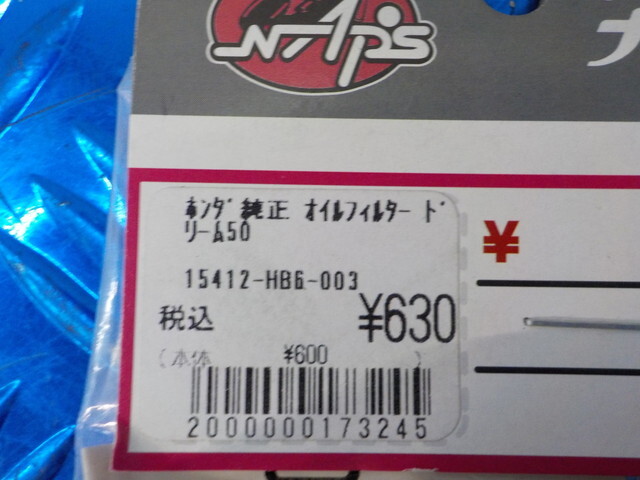 NAPS
ナ
ホンダ純正 オイルフィルター ド
リーム50
¥
15412-HB6-003
税込 ¥630
(本体 ¥600 )
2000000173245